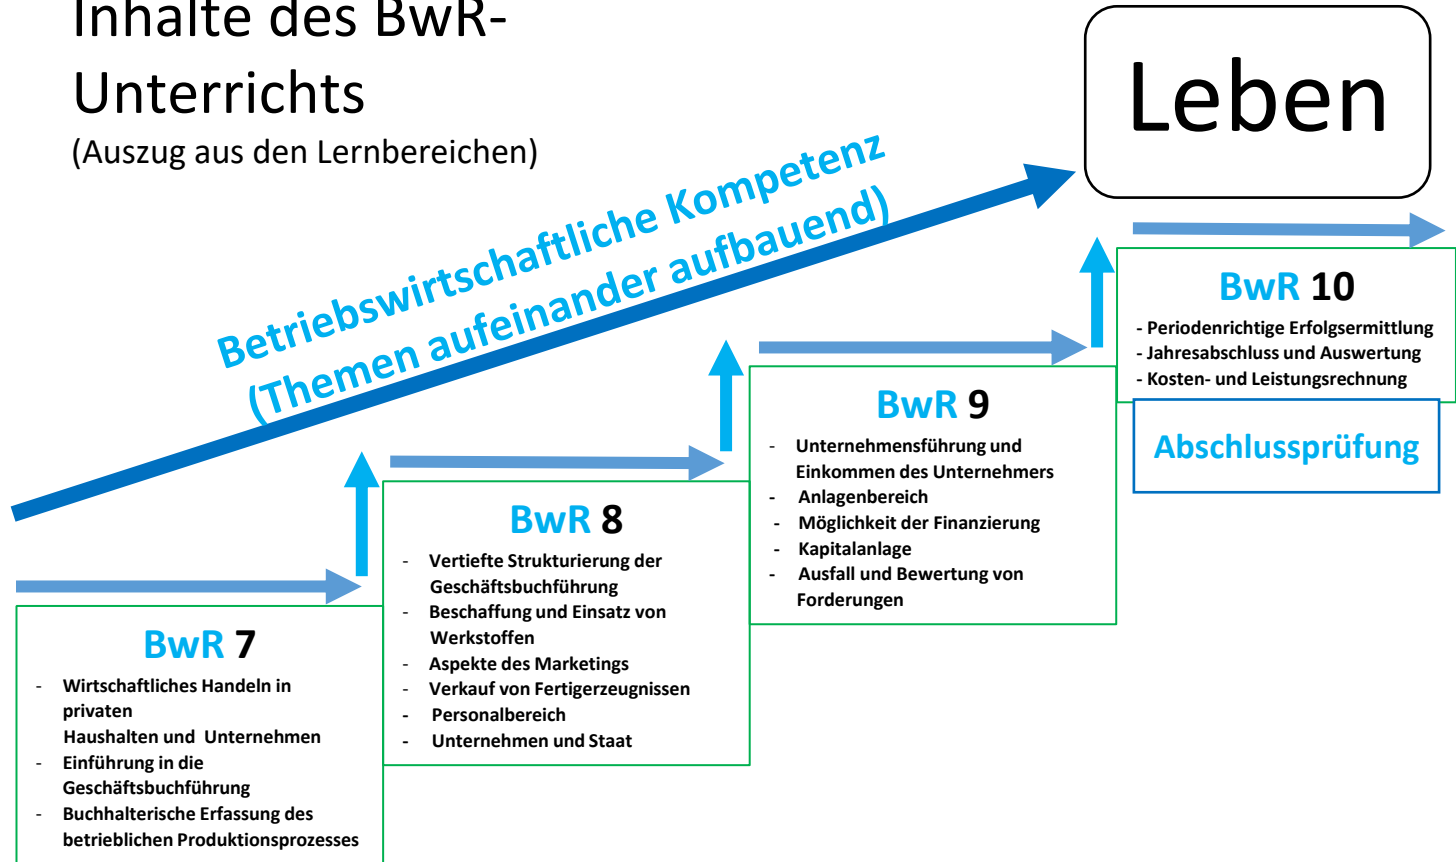 Inhalte des BwR-
Unterrichts
(Auszug aus den Lernbereichen)
Leben
Betriebswirtschaftliche Kompetenz
(Themen aufeinander aufbauend)
BwR 7
- Wirtschaftliches Handeln in
privaten
Haushalten und Unternehmen
- Einführung in die
Geschäftsbuchführung
- Buchhalterische Erfassung des
betrieblichen Produktionsprozesses
BwR 8
- Vertiefte Strukturierung der
Geschäftsbuchführung
- Beschaffung und Einsatz von
Werkstoffen
- Aspekte des Marketings
- Verkauf von Fertigerzeugnissen
- Personalbereich
- Unternehmen und Staat
BwR 9
- Unternehmensführung und
Einkommen des Unternehmers
- Anlagenbereich
- Möglichkeit der Finanzierung
- Kapitalanlage
- Ausfall und Bewertung von
Forderungen
BwR 10
- Periodenrichtige Erfolgsermittlung
- Jahresabschluss und Auswertung
- Kosten- und Leistungsrechnung
Abschlussprüfung